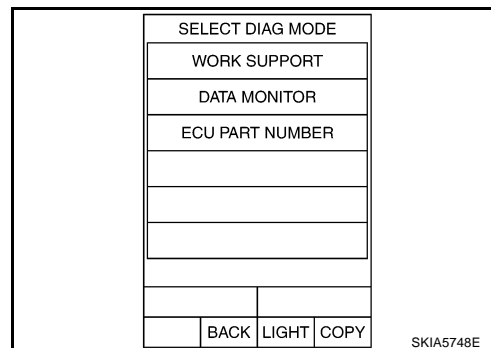 SELECT DIAG MODE
WORK SUPPORT
DATA MONITOR
ECU PART NUMBER
BACK LIGHT COPY
SKIA5748E